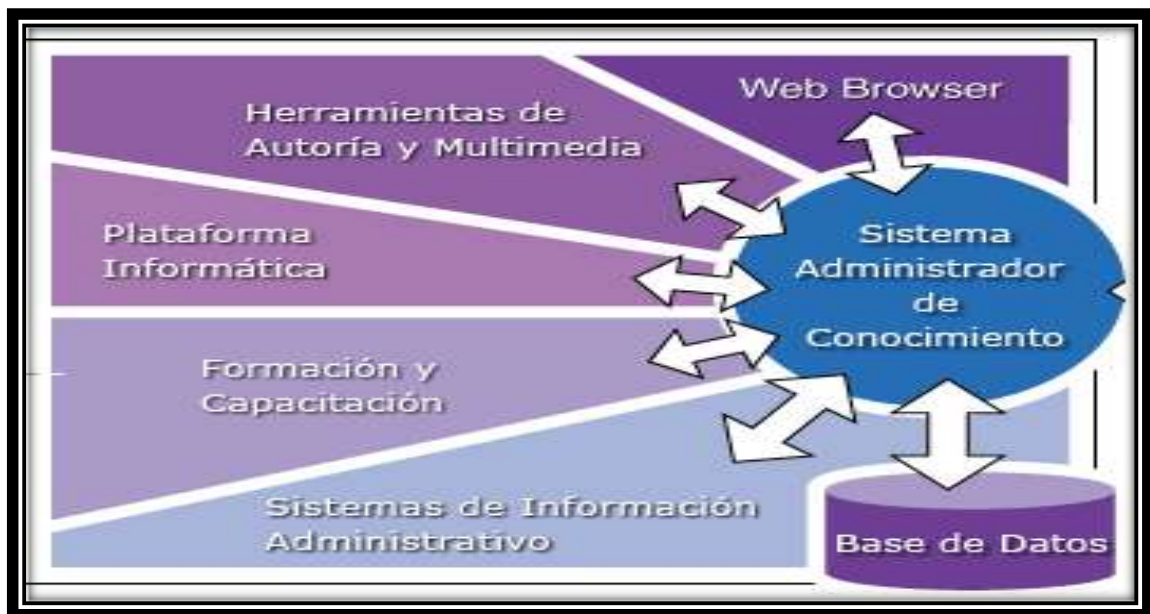 Web Browser
Herramientas de
Autoría y Multimedia
Plataforma
Informática
Sistema
Administrador
de
Conocimiento
Formación y
Capacitación
Sistemas de Información
Administrativo
Base de Datos